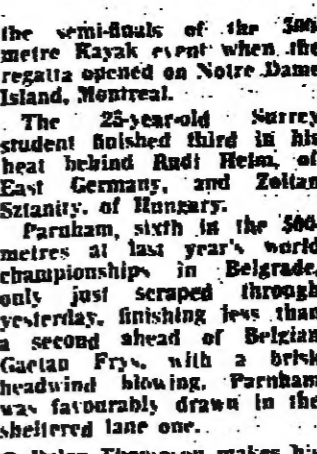 the semi-finals of the 500
metre Kayak event when the
regatta opened on Notre Dame
Island, Montreal.
The 25-year-old Surrey
student finished third in his
heat behind Rudi Helm, of
East Germany, and Zoltan
Sztanity, of Hungary.
Parnham, sixth in the 500
metres at last year's world
championships in Belgrade,
only just scraped through
yesterday, finishing less than
a second ahead of Belgian
Gaetan Frys, with a brisk
headwind blowing. Parnham
was favourably drawn in the
sheltered lane one.
Thompson makes his